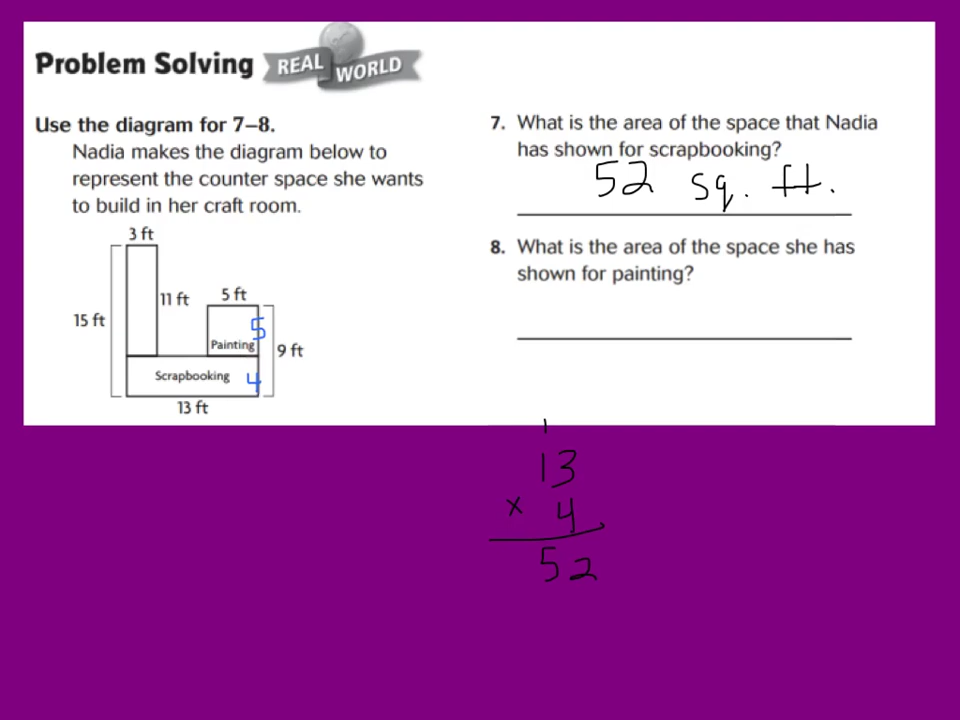 Problem Solving REAL WORLD
Use the diagram for 7–8.
Nadia makes the diagram below to
represent the counter space she wants
to build in her craft room.
3 ft
11 ft
5 ft
15 ft
5
Painting
9 ft
Scrapbooking 4
13 ft
7. What is the area of the space that Nadia
has shown for scrapbooking?
52 sq. ft.
8. What is the area of the space she has
shown for painting?
1
13
x 4
52